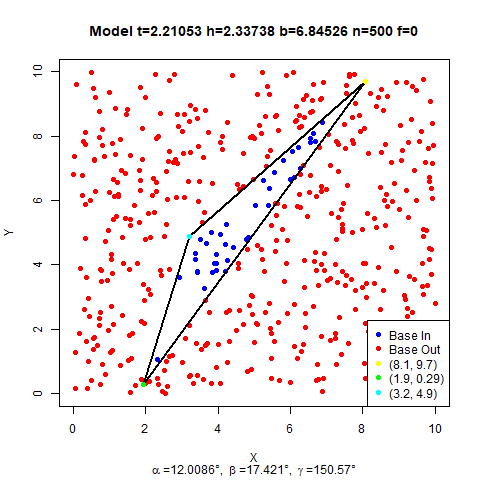 Model t=2.21053 h=2.33738 b=6.84526 n=500 f=0
Y
10
8
6
4
2
0
Base In
Base Out
(8.1, 9.7)
(1.9, 0.29)
(3.2, 4.9)
0 2 4 6 8 10
X
α=12.0086°, β=17.421°, γ=150.57°